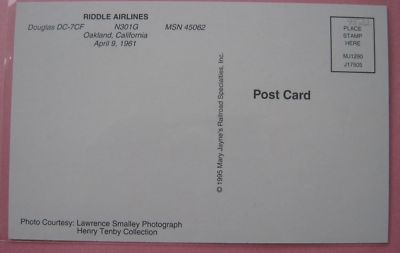 RIDDLE AIRLINES
Douglas DC-7CF N301G MSN 45062
Oakland, California
April 9, 1961
PLACE
STAMP
HERE
MJ1290
J17505
© 1995 Mary Jayne's Railroad Specialties, Inc.
Post Card
Photo Courtesy: Lawrence Smalley Photograph
Henry Tenby Collection